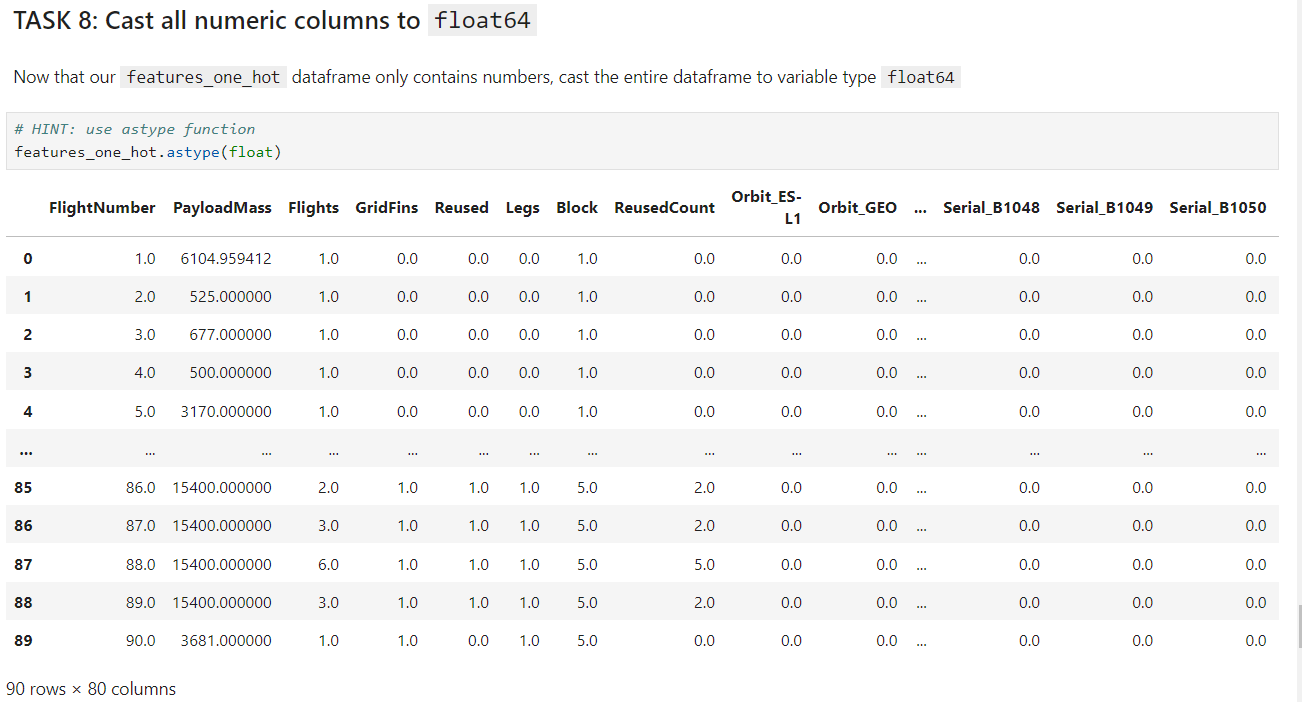 TASK 8: Cast all numeric columns to float64
Now that our features_one_hot dataframe only contains numbers, cast the entire dataframe to variable type float64
# HINT: use astype function
features_one_hot.astype(float)
FlightNumber PayloadMass Flights GridFins Reused Legs Block ReusedCount Orbit_ES-L1 Orbit_GEO ... Serial_B1048 Serial_B1049 Serial_B1050
0 1.0 6104.959412 1.0 0.0 0.0 0.0 1.0 0.0 0.0 0.0 ... 0.0 0.0 0.0
1 2.0 525.000000 1.0 0.0 0.0 0.0 1.0 0.0 0.0 0.0 ... 0.0 0.0 0.0
2 3.0 677.000000 1.0 0.0 0.0 0.0 1.0 0.0 0.0 0.0 ... 0.0 0.0 0.0
3 4.0 500.000000 1.0 0.0 0.0 0.0 1.0 0.0 0.0 0.0 ... 0.0 0.0 0.0
4 5.0 3170.000000 1.0 0.0 0.0 0.0 1.0 0.0 0.0 0.0 ... 0.0 0.0 0.0
... ... ... ... ... ... ... ... ... ... ... ... ... ... ...
85 86.0 15400.000000 2.0 1.0 1.0 1.0 5.0 2.0 0.0 0.0 ... 0.0 0.0 0.0
86 87.0 15400.000000 3.0 1.0 1.0 1.0 5.0 2.0 0.0 0.0 ... 0.0 0.0 0.0
87 88.0 15400.000000 6.0 1.0 1.0 1.0 5.0 5.0 0.0 0.0 ... 0.0 0.0 0.0
88 89.0 15400.000000 3.0 1.0 1.0 1.0 5.0 2.0 0.0 0.0 ... 0.0 0.0 0.0
89 90.0 3681.000000 1.0 1.0 0.0 1.0 5.0 0.0 0.0 0.0 ... 0.0 0.0 0.0
90 rows × 80 columns